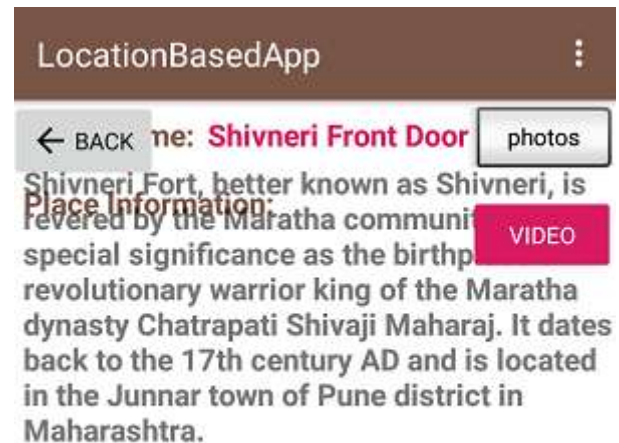 LocationBasedApp
← BACK me: Shivneri Front Door photos
Shivneri Fort, better known as Shivneri, is
Place Information:
revered by the Maratha communi
VIDEO
special significance as the birthp
revolutionary warrior king of the Maratha
dynasty Chatrapati Shivaji Maharaj. It dates
back to the 17th century AD and is located
in the Junnar town of Pune district in
Maharashtra.